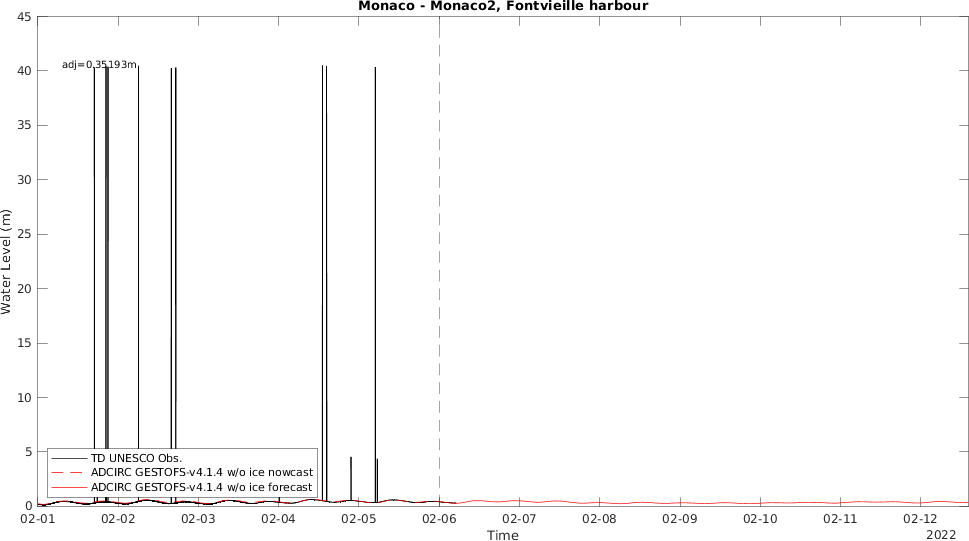 Monaco - Monaco2, Fontvieille harbour
45
40
35
30
25
20
15
10
5
0
Water Level (m)
adj=0.35193m
TD UNESCO Obs.
ADCIRC GESTOFS-v4.1.4 w/o ice nowcast
ADCIRC GESTOFS-v4.1.4 w/o ice forecast
02-01 02-02 02-03 02-04 02-05 02-06 02-07 02-08 02-09 02-10 02-11 02-12
Time
2022